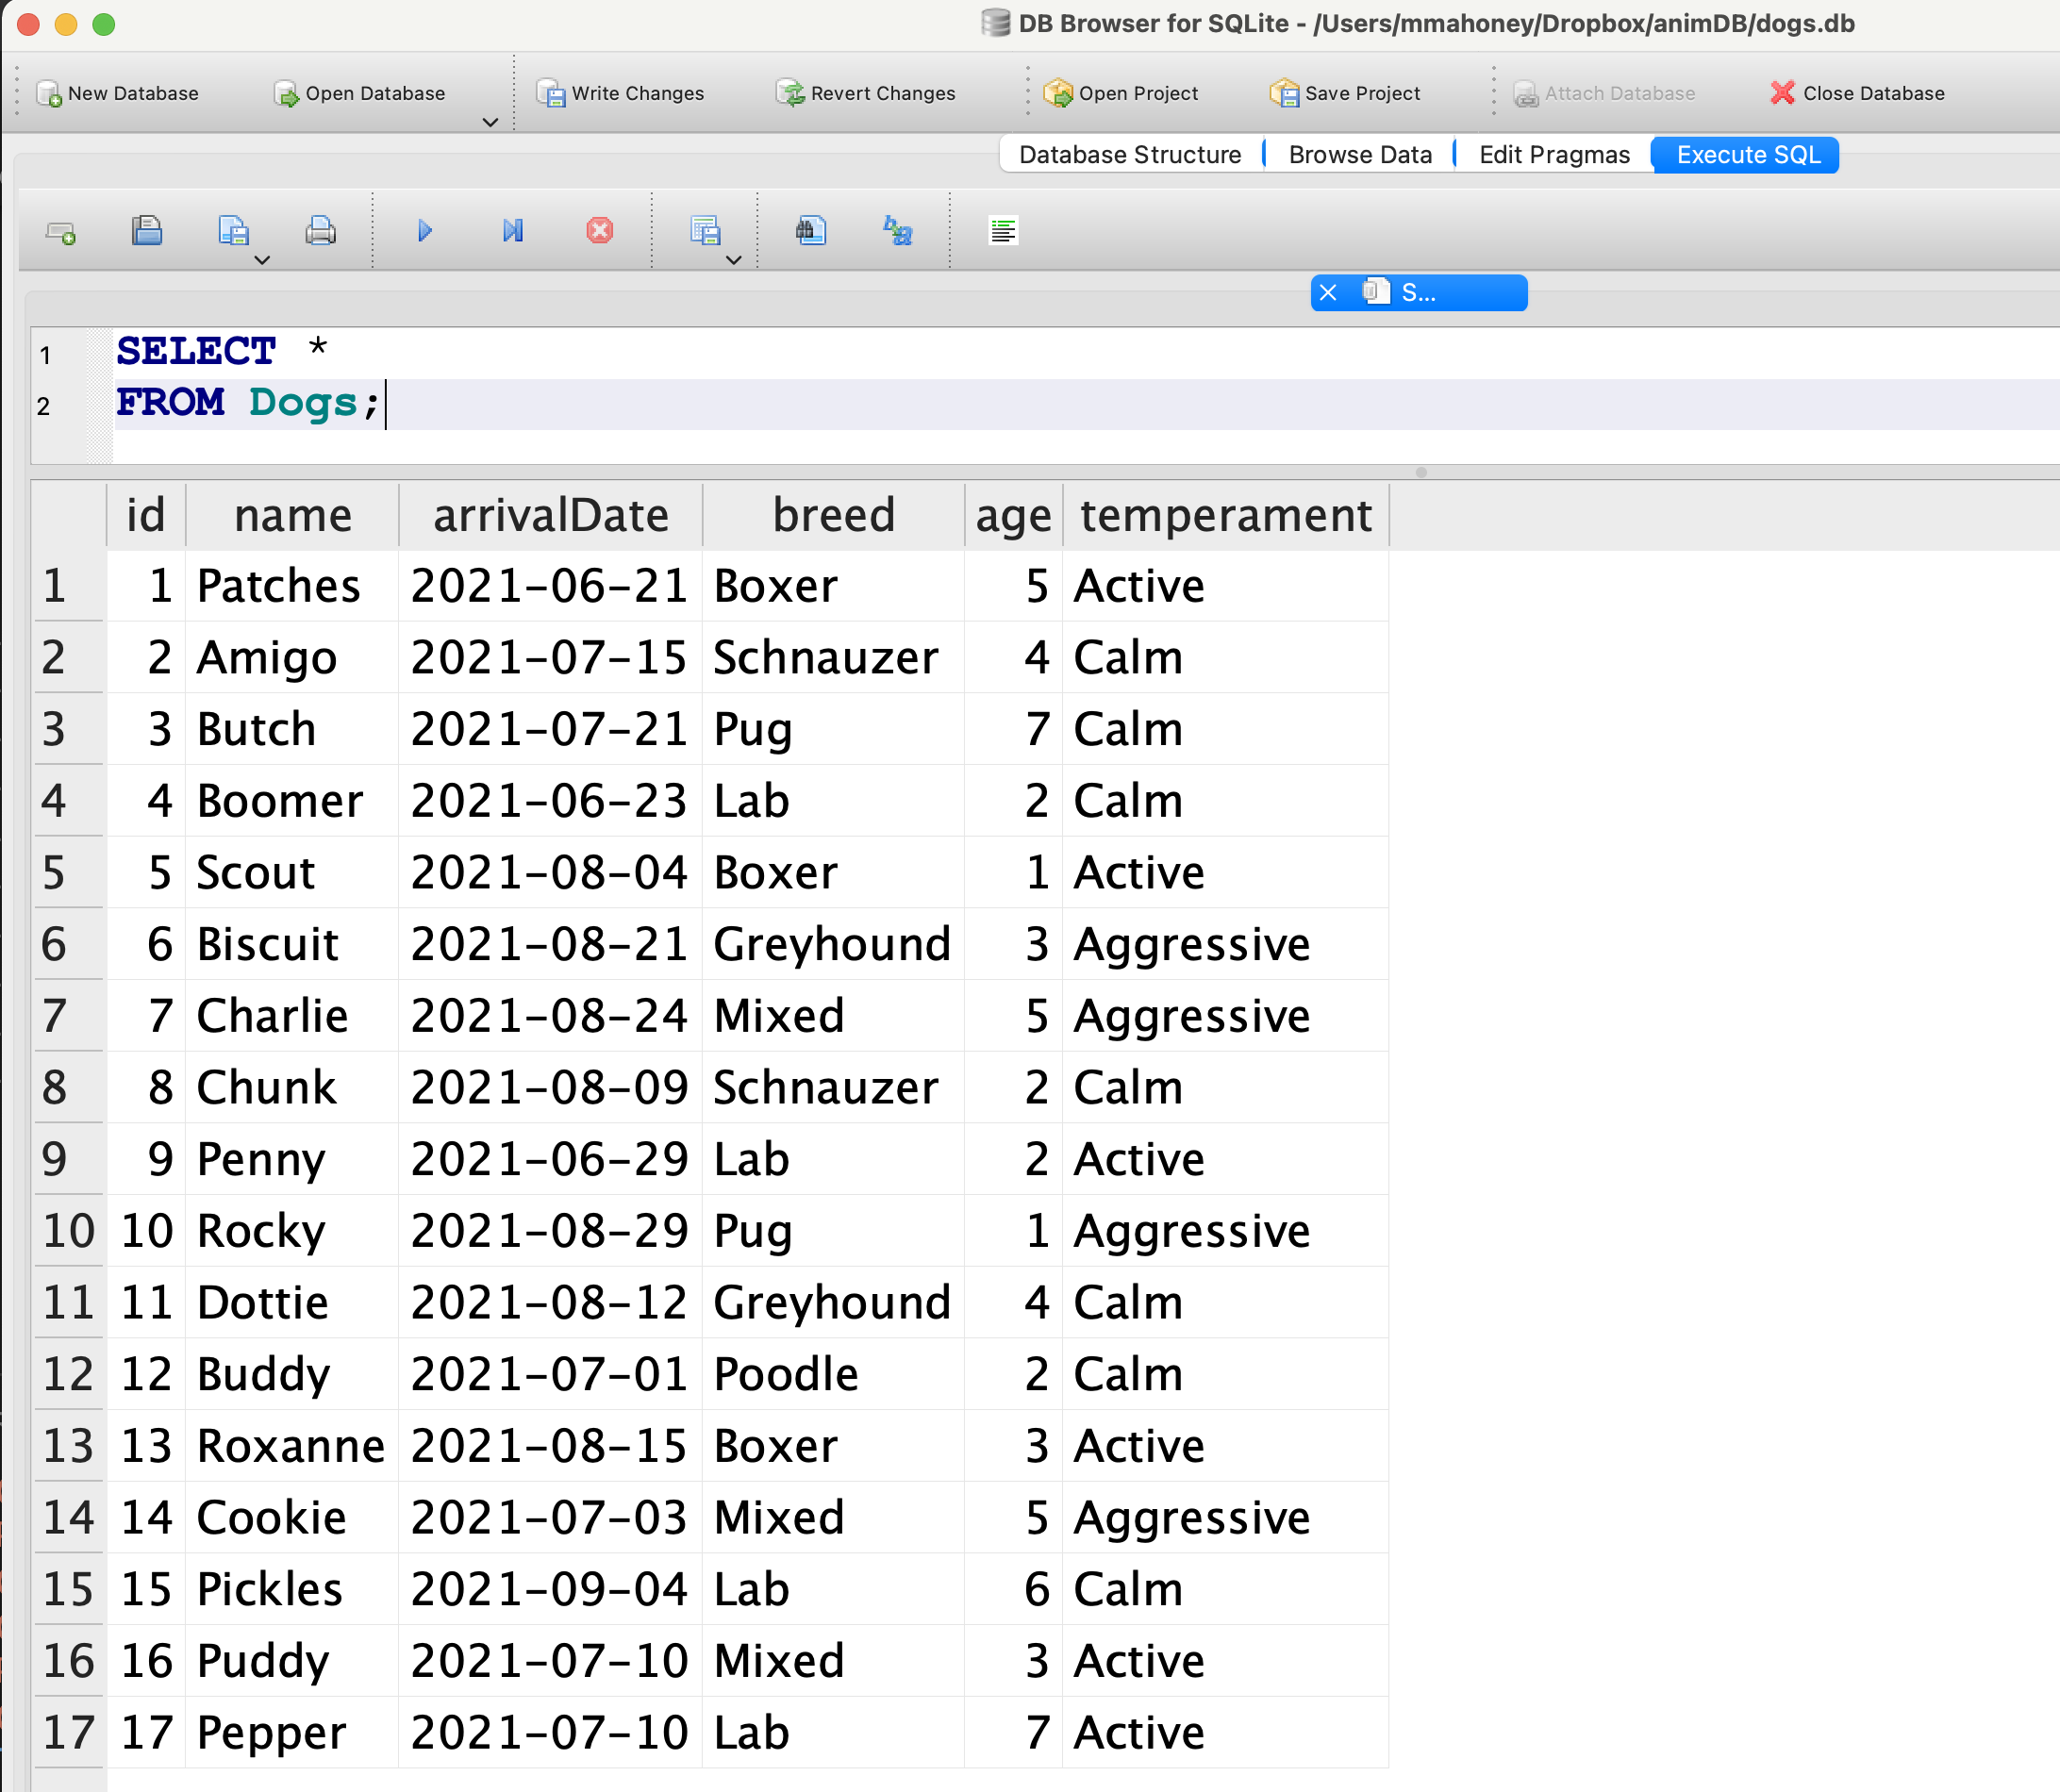 DB Browser for SQLite - /Users/mmahoney/Dropbox/animDB/dogs.db
New Database Open Database Write Changes Revert Changes Open Project Save Project Attach Database Close Database
Database Structure Browse Data Edit Pragmas Execute SQL
S...
1 SELECT *
2 FROM Dogs;
id name arrivalDate breed age temperament
1 1 Patches 2021-06-21 Boxer 5 Active
2 2 Amigo 2021-07-15 Schnauzer 4 Calm
3 3 Butch 2021-07-21 Pug 7 Calm
4 4 Boomer 2021-06-23 Lab 2 Calm
5 5 Scout 2021-08-04 Boxer 1 Active
6 6 Biscuit 2021-08-21 Greyhound 3 Aggressive
7 7 Charlie 2021-08-24 Mixed 5 Aggressive
8 8 Chunk 2021-08-09 Schnauzer 2 Calm
9 9 Penny 2021-06-29 Lab 2 Active
10 10 Rocky 2021-08-29 Pug 1 Aggressive
11 11 Dottie 2021-08-12 Greyhound 4 Calm
12 12 Buddy 2021-07-01 Poodle 2 Calm
13 13 Roxanne 2021-08-15 Boxer 3 Active
14 14 Cookie 2021-07-03 Mixed 5 Aggressive
15 15 Pickles 2021-09-04 Lab 6 Calm
16 16 Puddy 2021-07-10 Mixed 3 Active
17 17 Pepper 2021-07-10 Lab 7 Active